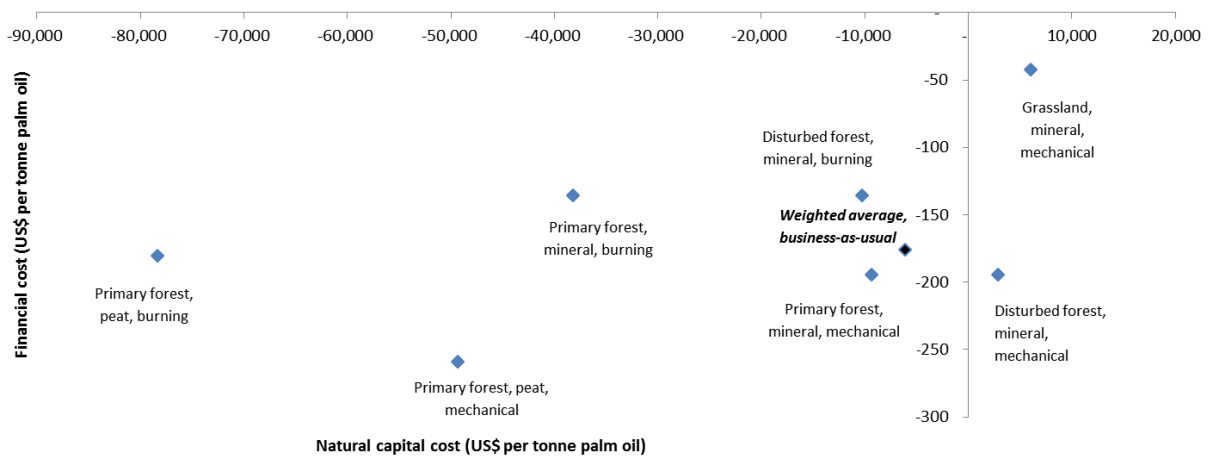 -90,000 -80,000 -70,000 -60,000 -50,000 -40,000 -30,000 -20,000 -10,000 - 10,000 20,000
-
-50
-100
-150
-200
-250
-300
Financial cost (US$ per tonne palm oil)
Grassland,
mineral,
mechanical
Disturbed forest,
mineral, burning
Weighted average,
business-as-usual
Primary forest,
mineral, burning
Primary forest,
peat, burning
Primary forest,
mineral, mechanical
Disturbed forest,
mineral,
mechanical
Primary forest, peat,
mechanical
Natural capital cost (US$ per tonne palm oil)